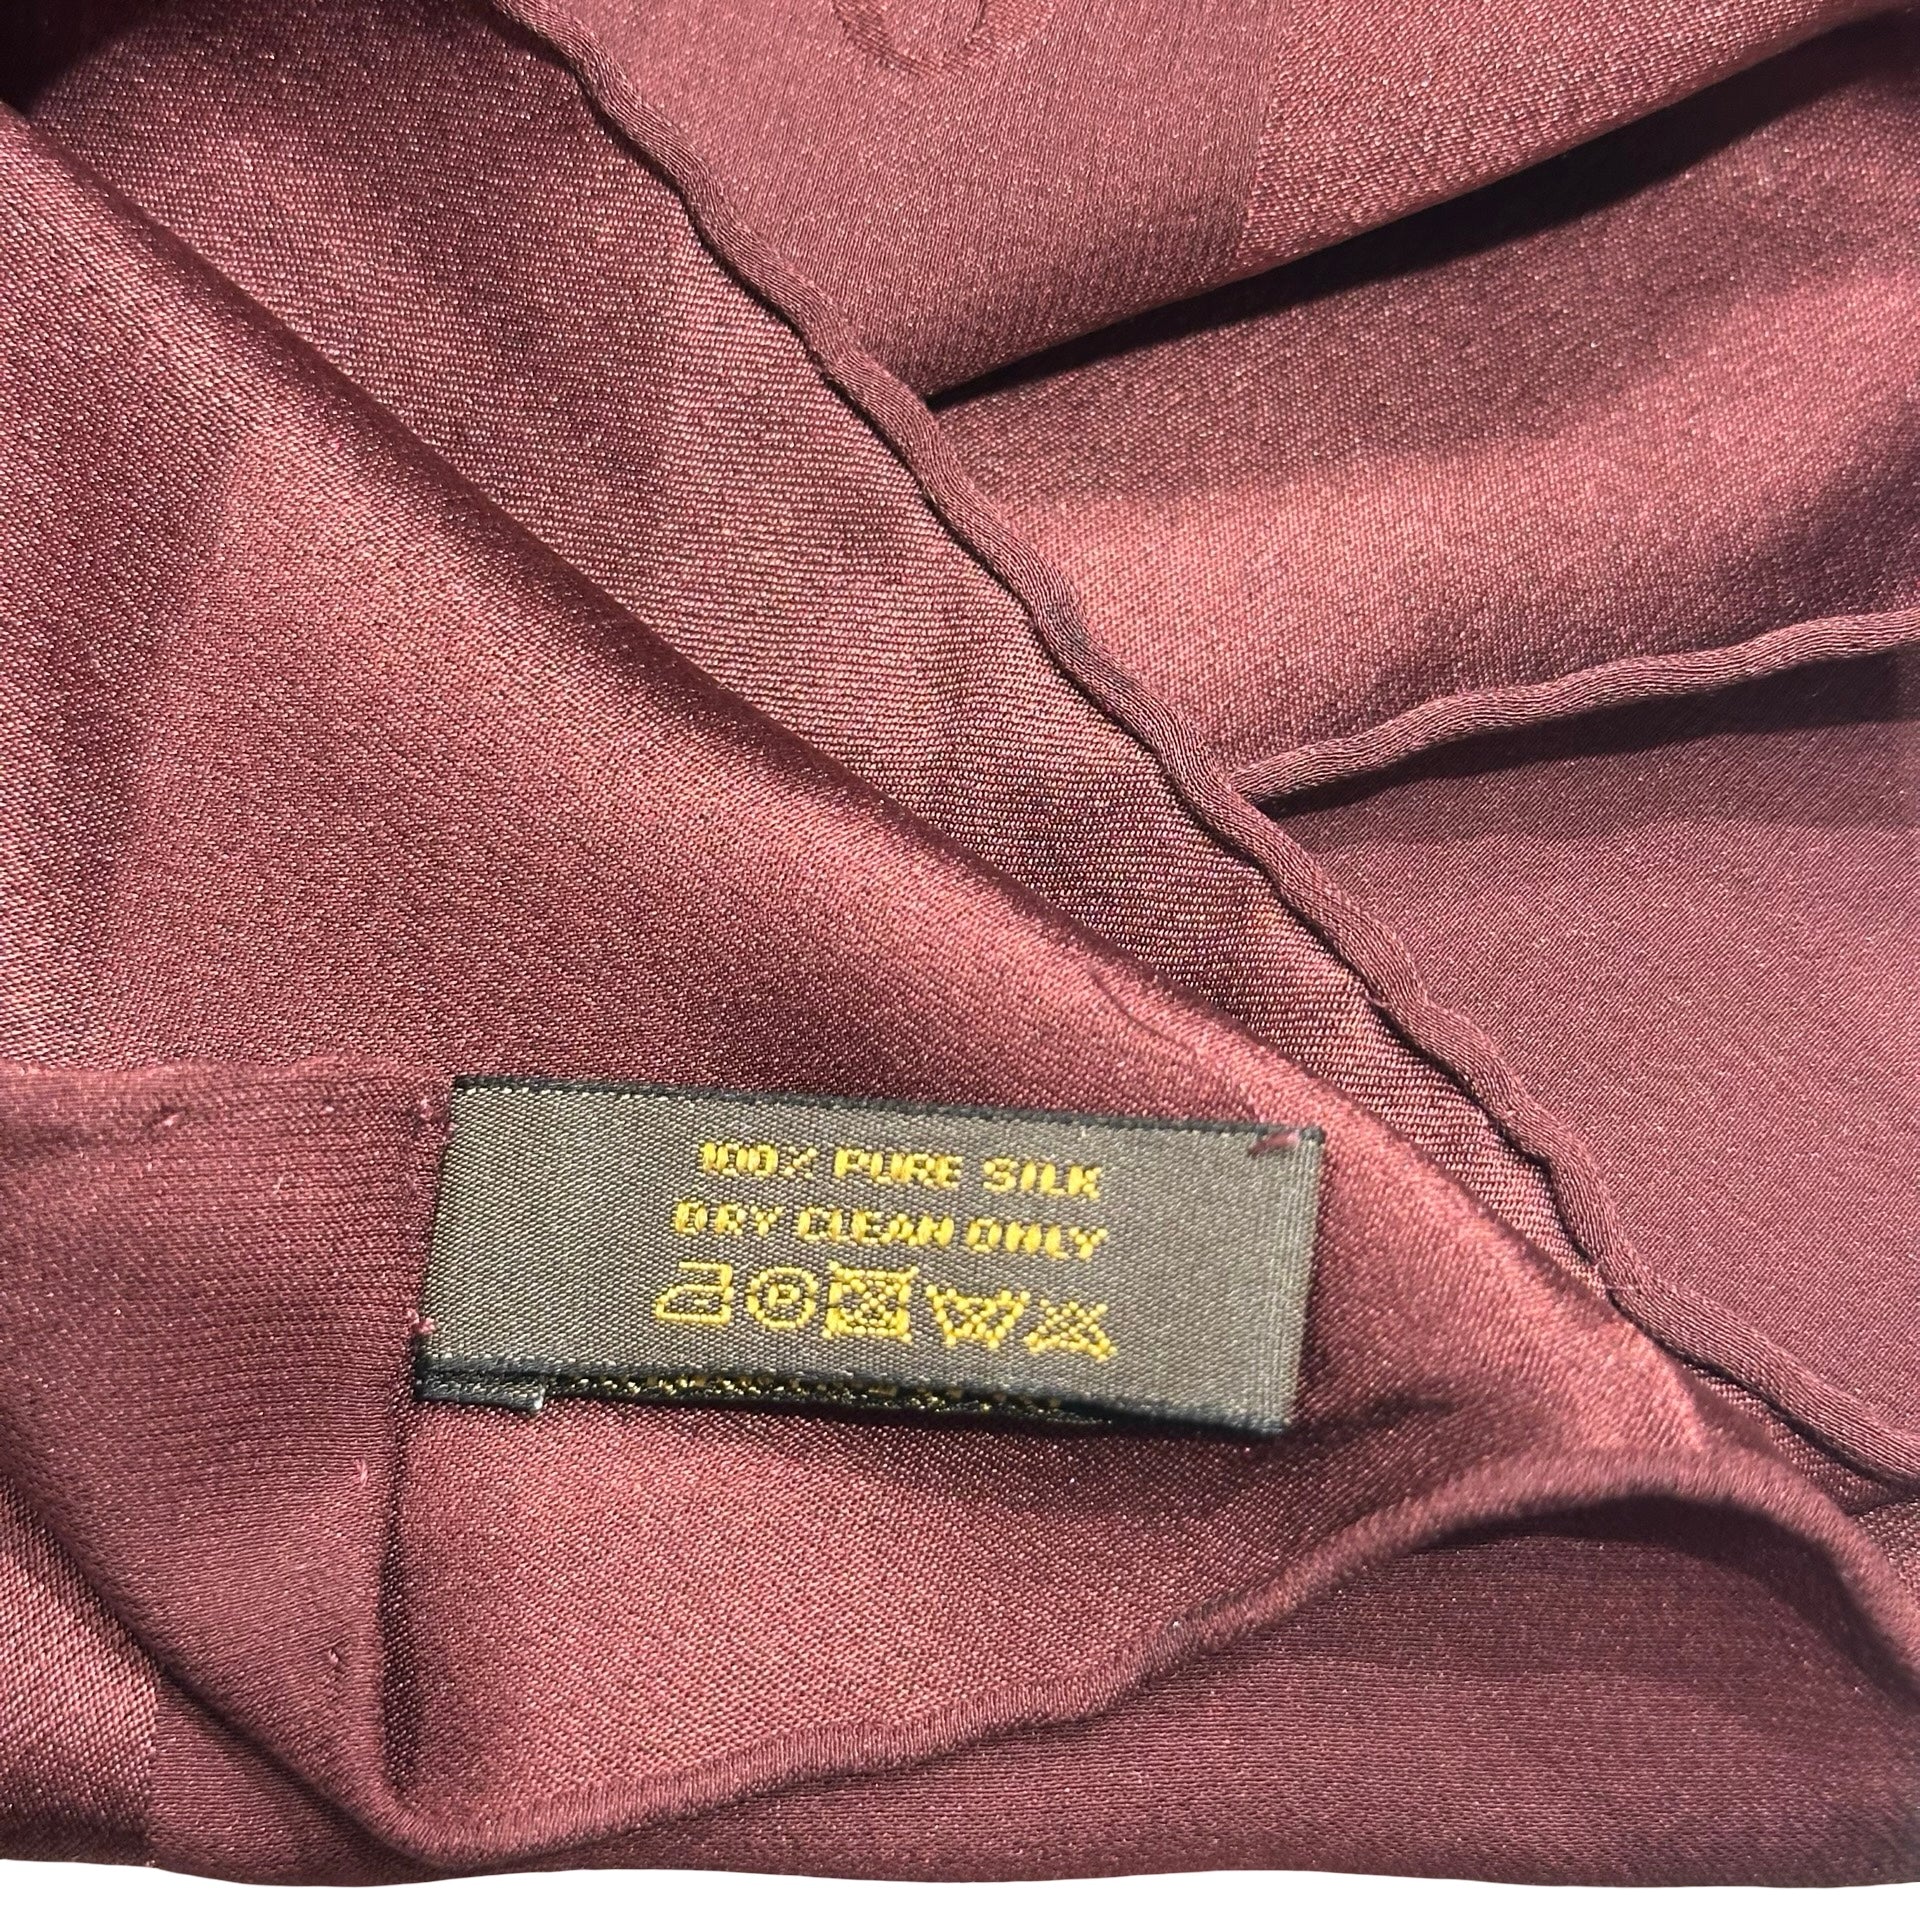 100% PURE SILK
DRY CLEAN ONLY
P